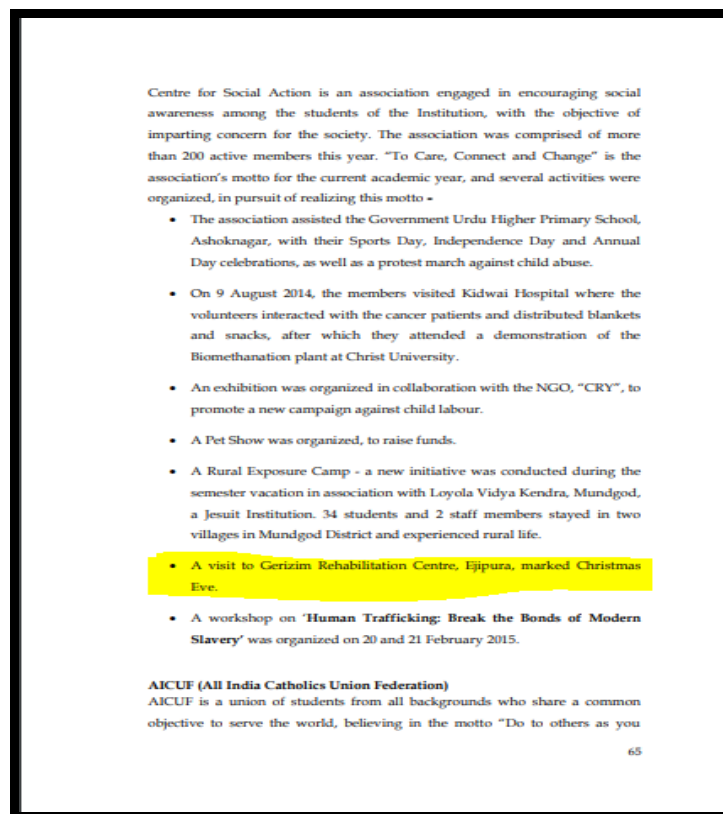 Centre for Social Action is an association engaged in encouraging social
awareness among the students of the Institution, with the objective of
imparting concern for the society. The association was comprised of more
than 200 active members this year. "To Care, Connect and Change" is the
association's motto for the current academic year, and several activities were
organized, in pursuit of realizing this motto -
• The association assisted the Government Urdu Higher Primary School,
Ashoknagar, with their Sports Day, Independence Day and Annual
Day celebrations, as well as a protest march against child abuse.
• On 9 August 2014, the members visited Kidwai Hospital where the
volunteers interacted with the cancer patients and distributed blankets
and snacks, after which they attended a demonstration of the
Biomethanation plant at Christ University.
• An exhibition was organized in collaboration with the NGO, "CRY", to
promote a new campaign against child labour.
• A Pet Show was organized, to raise funds.
• A Rural Exposure Camp - a new initiative was conducted during the
semester vacation in association with Loyola Vidya Kendra, Mundgod,
a Jesuit Institution. 34 students and 2 staff members stayed in two
villages in Mundgod District and experienced rural life.
• A visit to Gerizim Rehabilitation Centre, Ejipura, marked Christmas
Eve.
• A workshop on 'Human Trafficking: Break the Bonds of Modern
Slavery' was organized on 20 and 21 February 2015.
AICUF (All India Catholics Union Federation)
AICUF is a union of students from all backgrounds who share a common
objective to serve the world, believing in the motto "Do to others as you
65